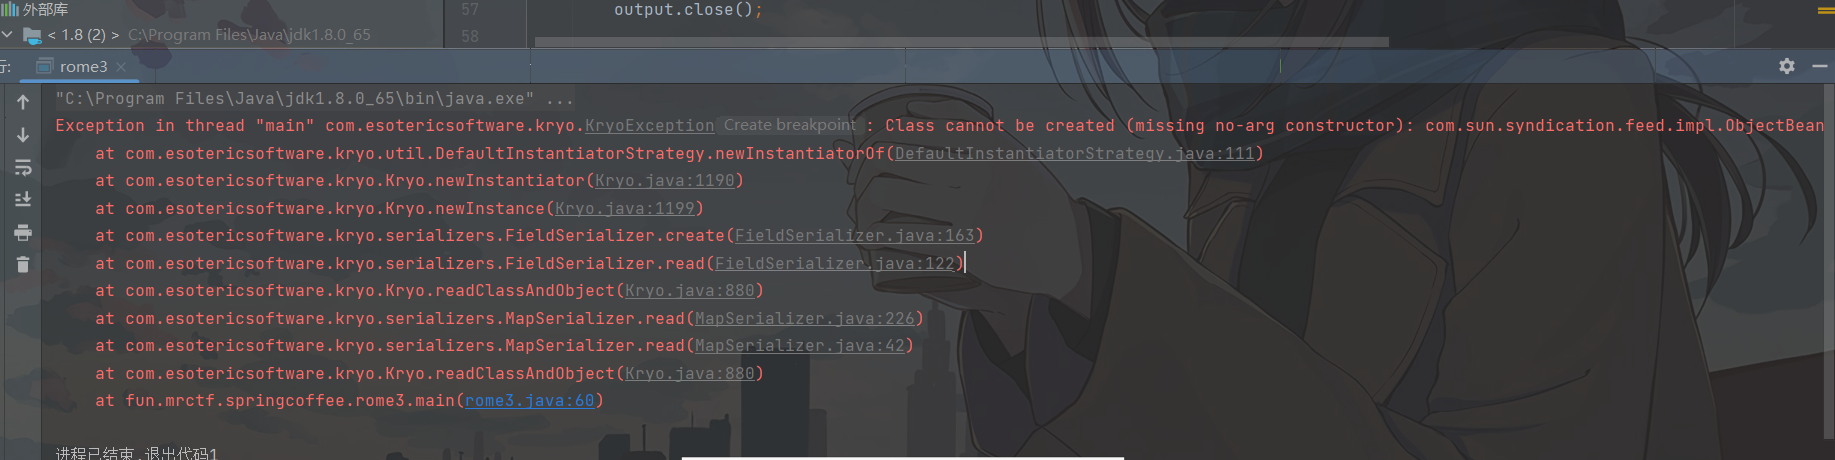 外部库
57 output.close();
< 1.8 (2) > C:\Program Files\Java\jdk1.8.0_65
58
行: rome3
"C:\Program Files\Java\jdk1.8.0_65\bin\java.exe" ...
Exception in thread "main" com.esotericsoftware.kryo.KryoException Create breakpoint : Class cannot be created (missing no-arg constructor): com.sun.syndication.feed.impl.ObjectBean
at com.esotericsoftware.kryo.util.DefaultInstantiatorStrategy.newInstantiatorOf(DefaultInstantiatorStrategy.java:111)
at com.esotericsoftware.kryo.Kryo.newInstantiator(Kryo.java:1190)
at com.esotericsoftware.kryo.Kryo.newInstance(Kryo.java:1199)
at com.esotericsoftware.kryo.serializers.FieldSerializer.create(FieldSerializer.java:163)
at com.esotericsoftware.kryo.serializers.FieldSerializer.read(FieldSerializer.java:122)
at com.esotericsoftware.kryo.Kryo.readClassAndObject(Kryo.java:880)
at com.esotericsoftware.kryo.serializers.MapSerializer.read(MapSerializer.java:226)
at com.esotericsoftware.kryo.serializers.MapSerializer.read(MapSerializer.java:42)
at com.esotericsoftware.kryo.Kryo.readClassAndObject(Kryo.java:880)
at fun.mrctf.springcoffee.rome3.main(rome3.java:60)
进程已结束,退出代码1